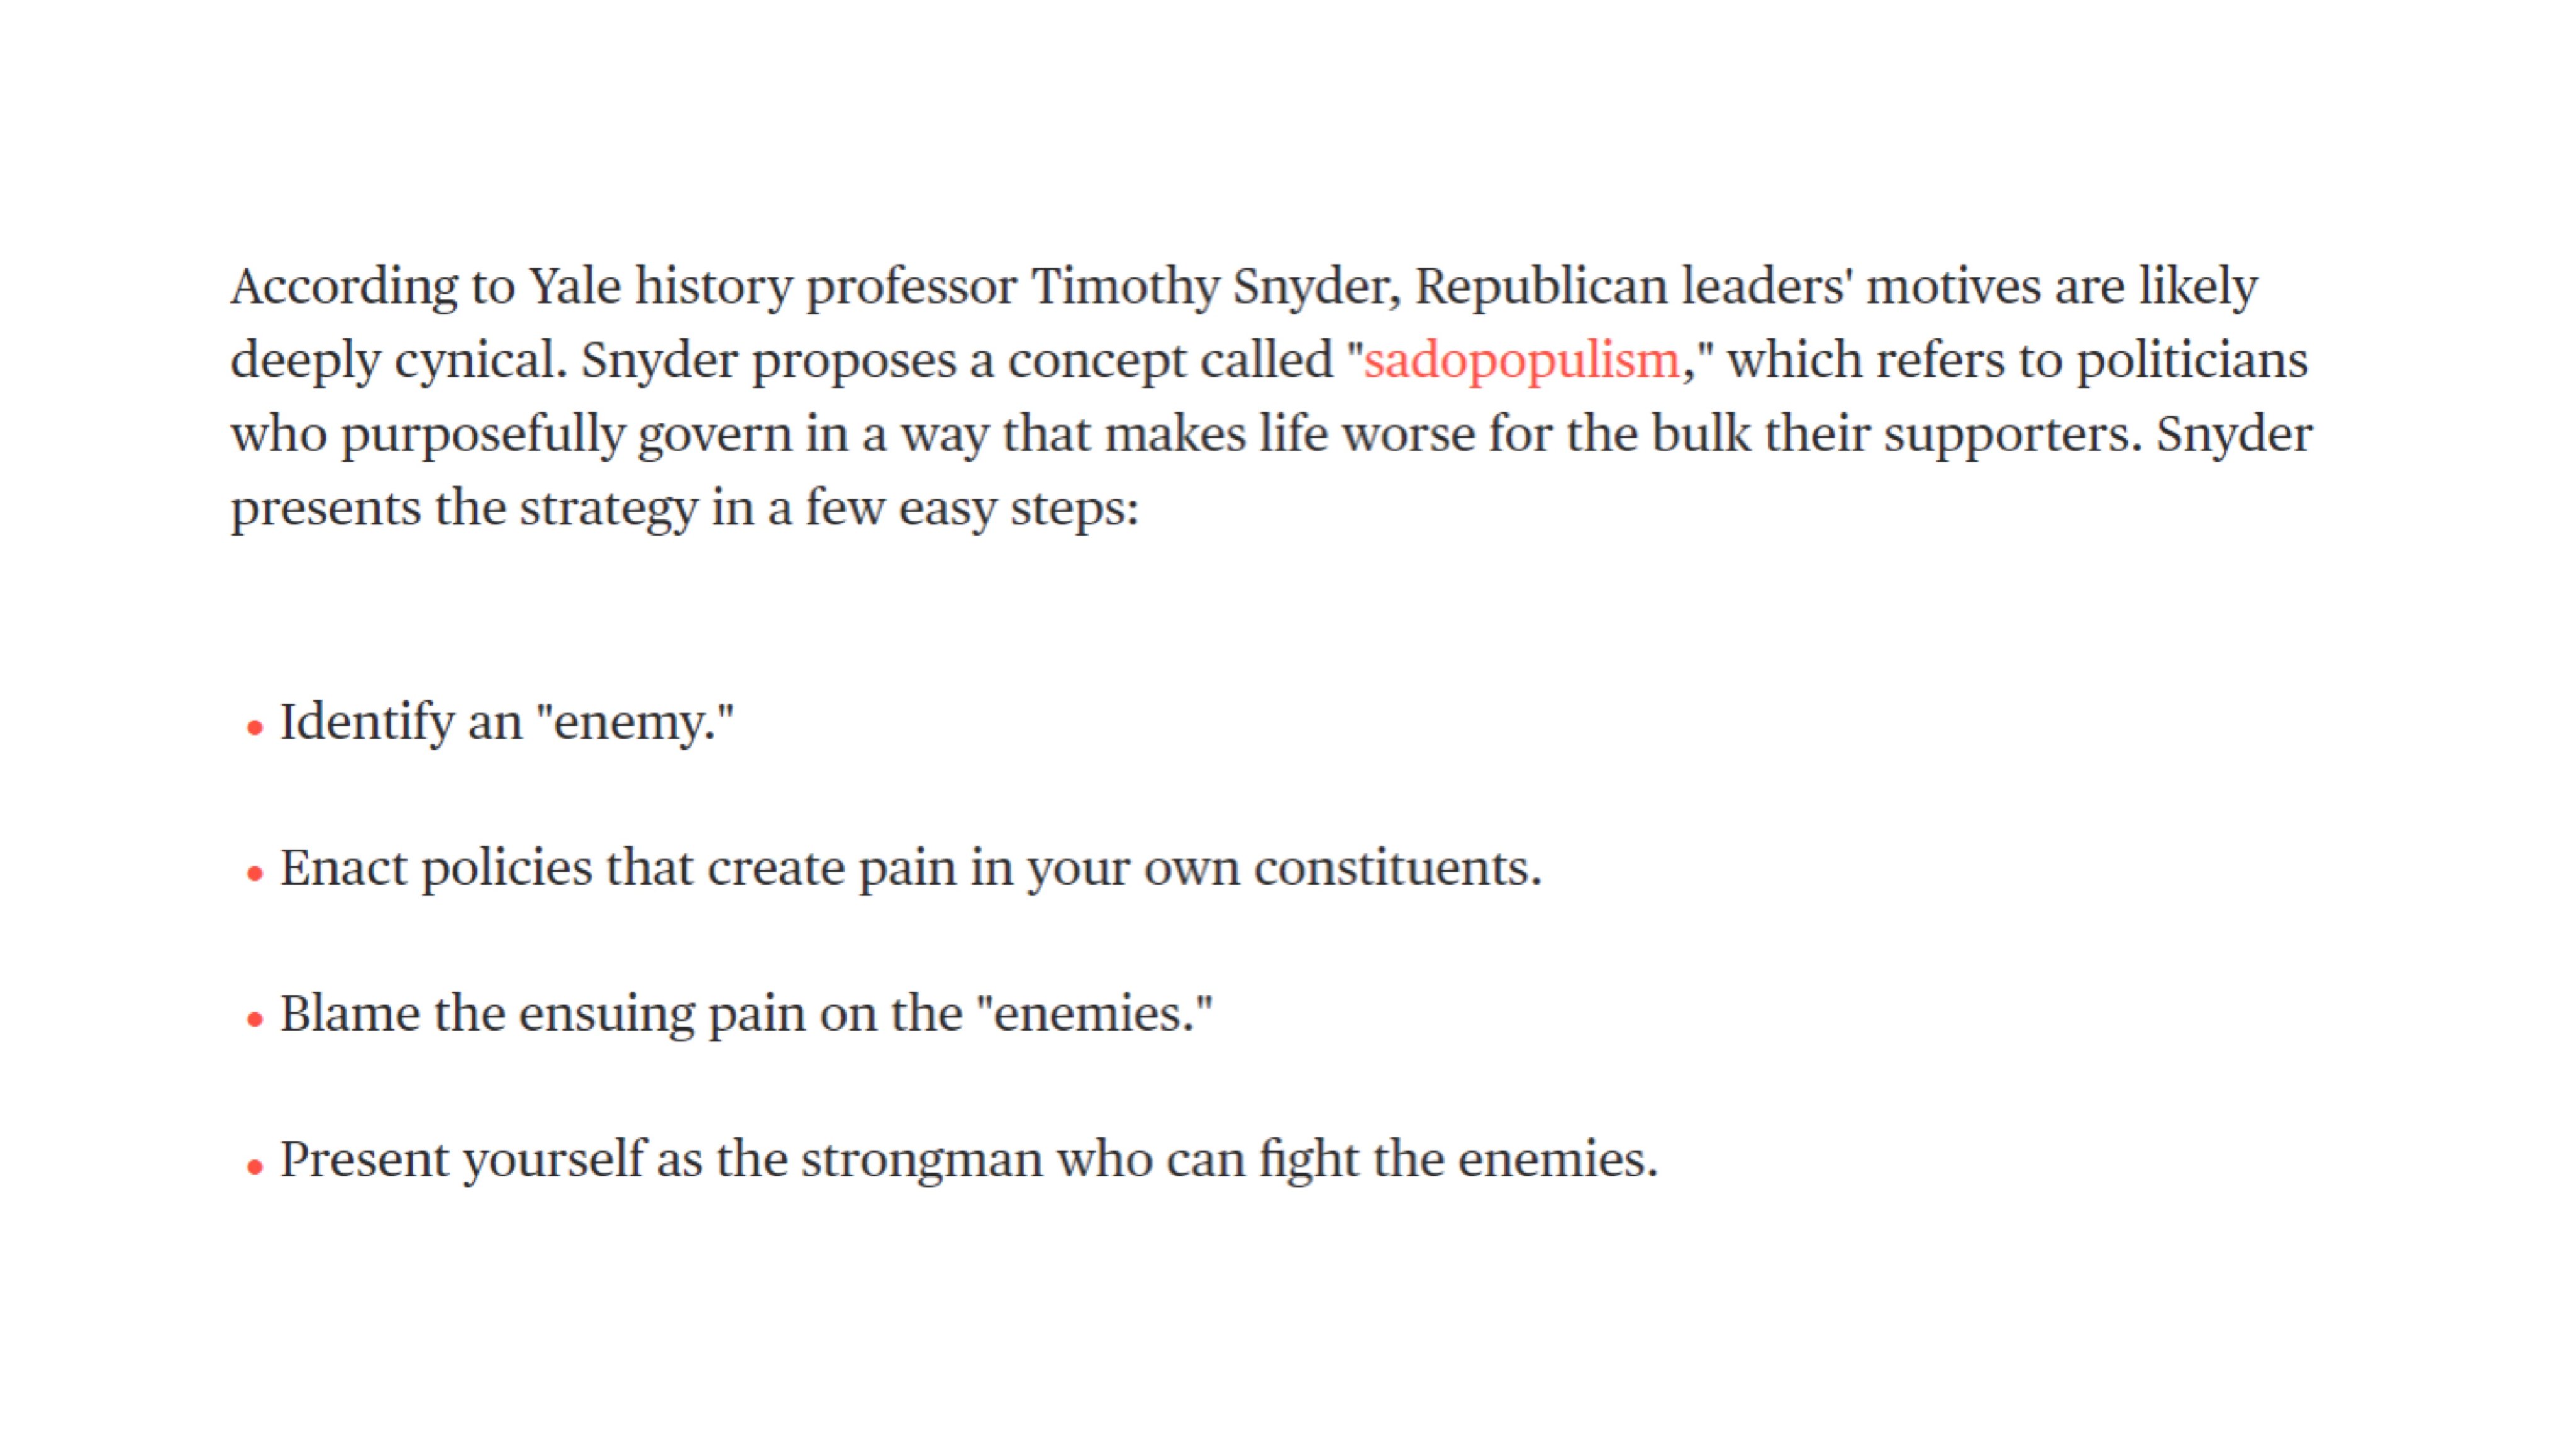 According to Yale history professor Timothy Snyder, Republican leaders' motives are likely
deeply cynical. Snyder proposes a concept called "sadopopulism," which refers to politicians
who purposefully govern in a way that makes life worse for the bulk their supporters. Snyder
presents the strategy in a few easy steps:
• Identify an "enemy."
• Enact policies that create pain in your own constituents.
• Blame the ensuing pain on the "enemies."
• Present yourself as the strongman who can fight the enemies.